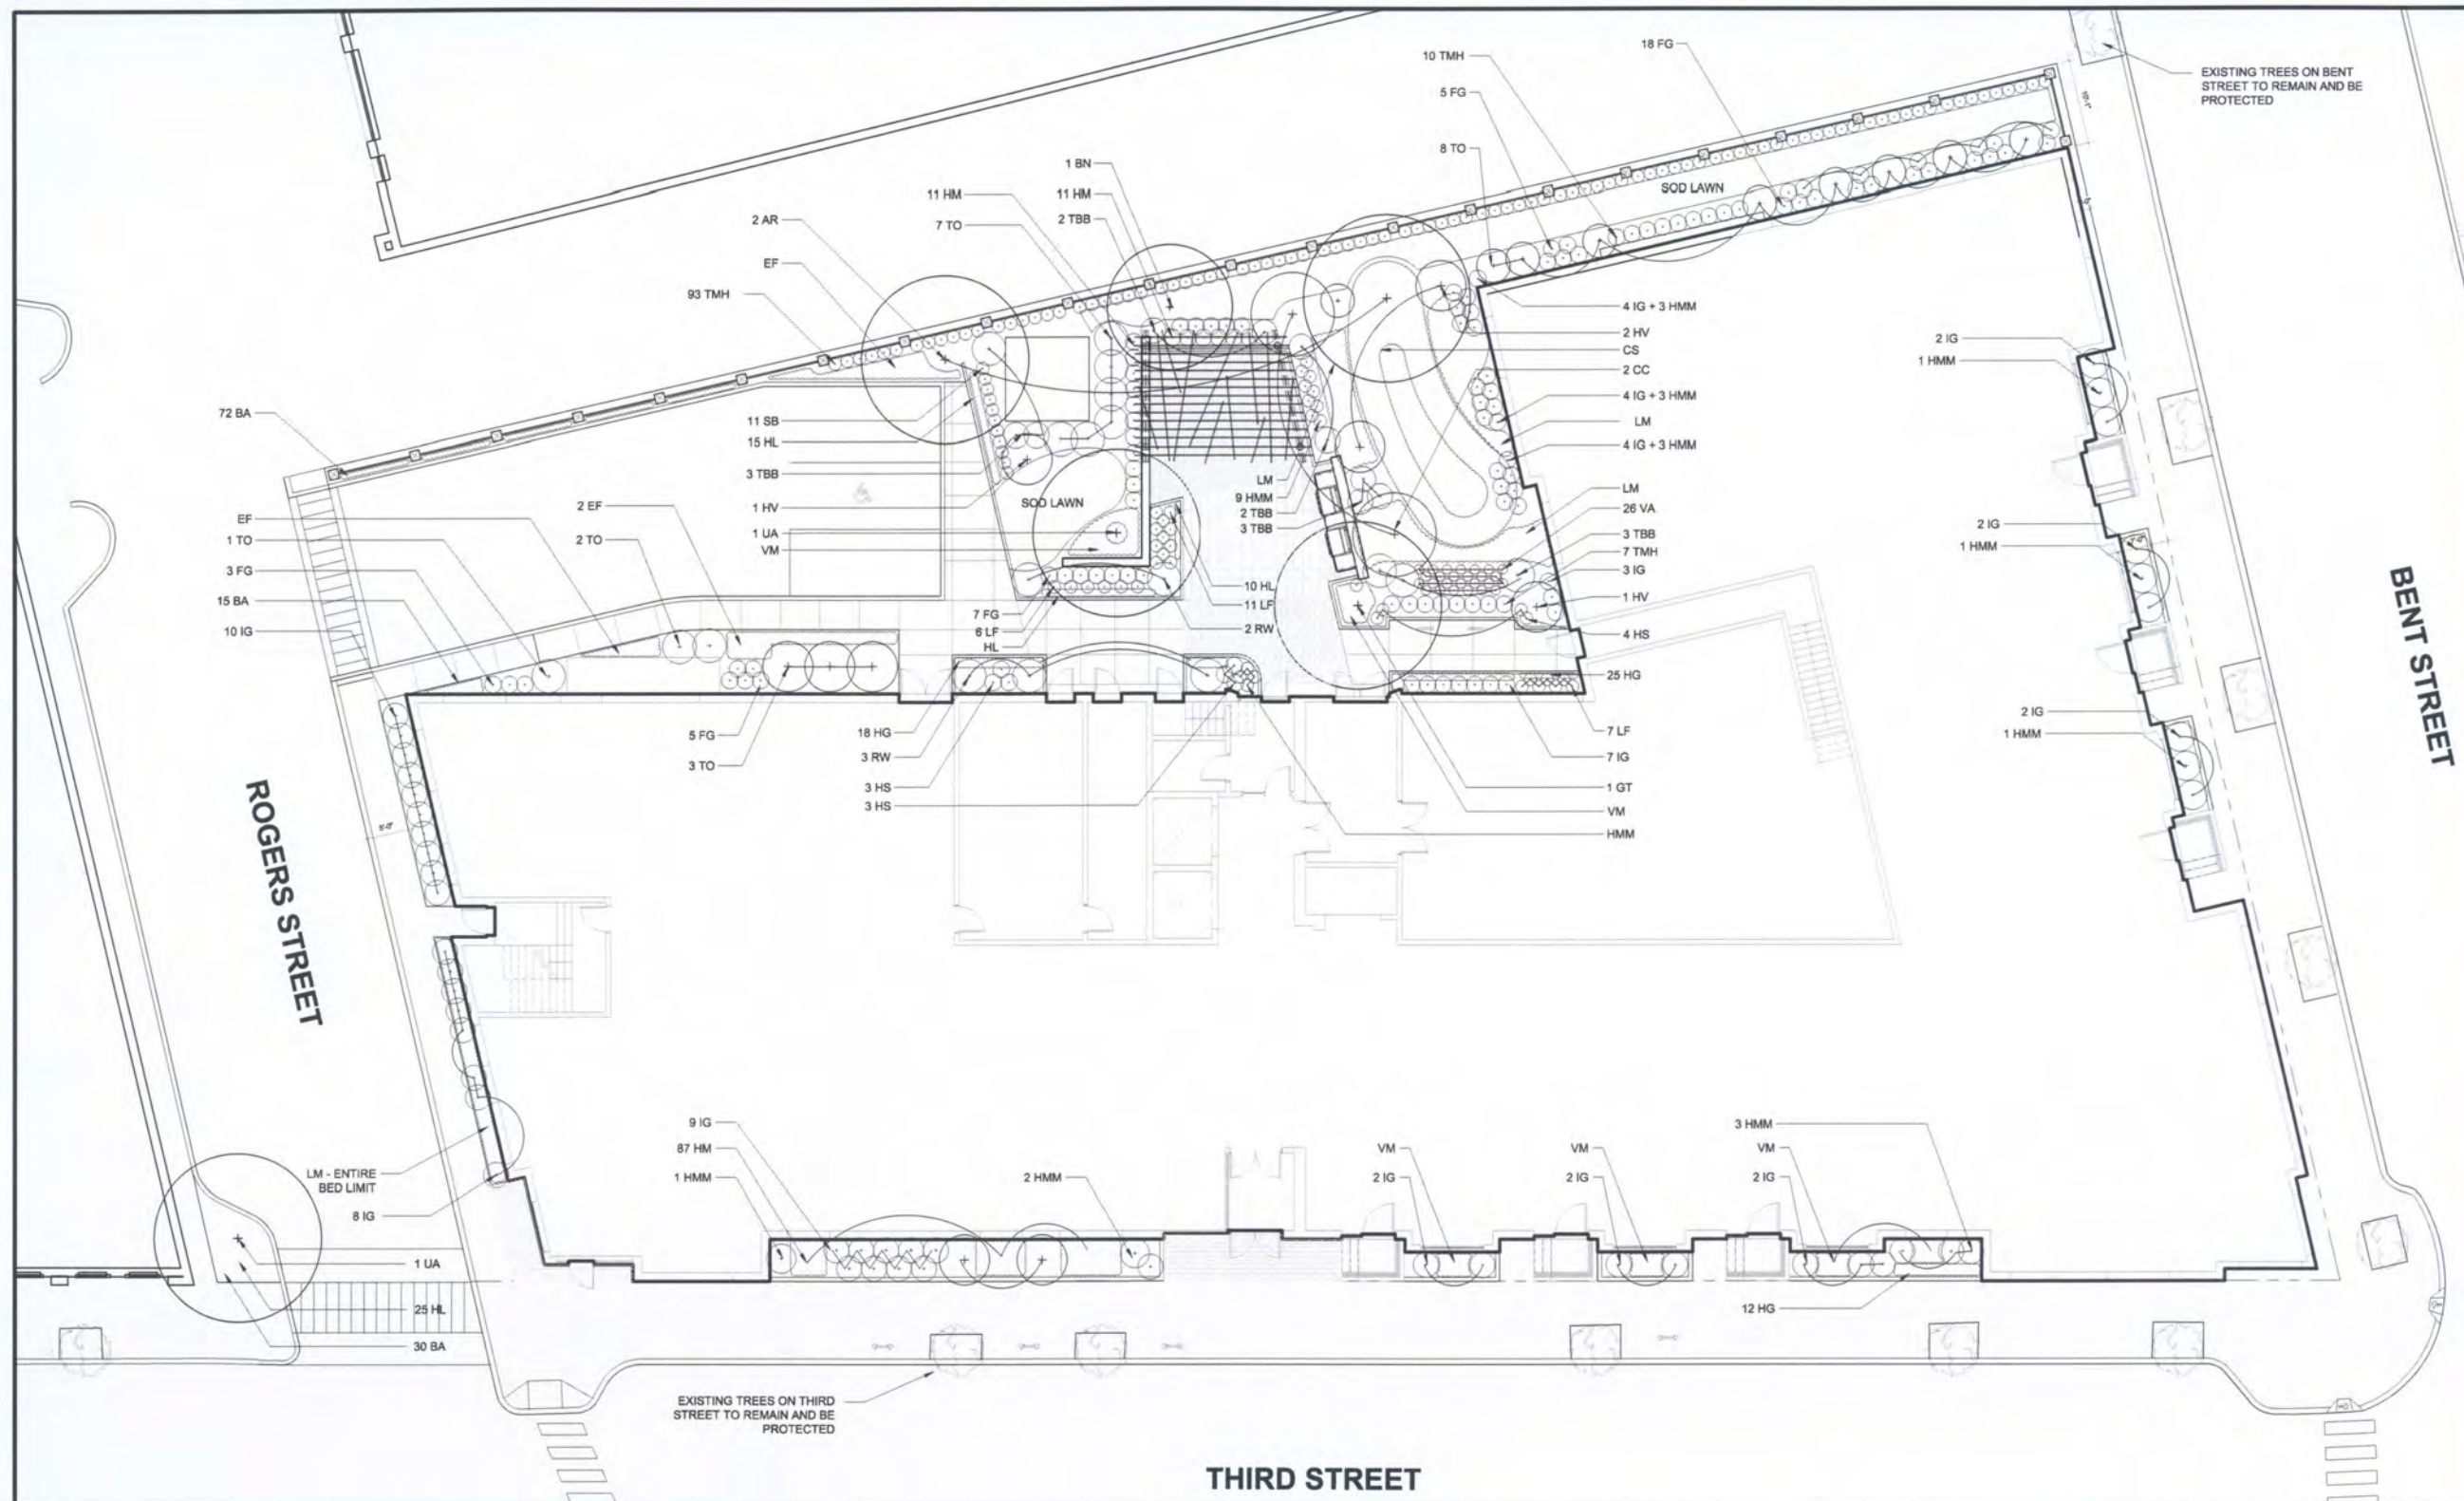 18 FG
10 TMH
5 FG
8 TO
EXISTING TREES ON BENT
STREET TO REMAIN AND BE
PROTECTED
10'-1"
SOD LAWN
1 BN
11 HM
2 TBB
11 HM
7 TO
2 AR
EF
93 TMH
72 BA
11 SB
15 HL
3 TBB
1 HV
1 UA
VM
SOD LAWN
EF
1 TO
3 FG
15 BA
10 IG
2 TO
2 EF
4 IG + 3 HMM
2 HV
CS
2 CC
4 IG + 3 HMM
LM
4 IG + 3 HMM
LM
26 VA
3 TBB
7 TMH
3 IG
1 HV
4 HS
25 HG
LM
9 HMM
2 TBB
3 TBB
10 HL
11 LF
2 RW
7 FG
6 LF
HL
5 FG
3 TO
18 HG
3 RW
3 HS
3 HS
7 LF
7 IG
1 GT
VM
HMM
2 IG
1 HMM
2 IG
1 HMM
2 IG
1 HMM
BENT STREET
ROGERS STREET
5'-0"
LM - ENTIRE
BED LIMIT
8 IG
1 UA
25 HL
30 BA
9 IG
87 HM
1 HMM
2 HMM
VM
2 IG
VM
2 IG
3 HMM
VM
2 IG
12 HG
EXISTING TREES ON THIRD
STREET TO REMAIN AND BE
PROTECTED
THIRD STREET